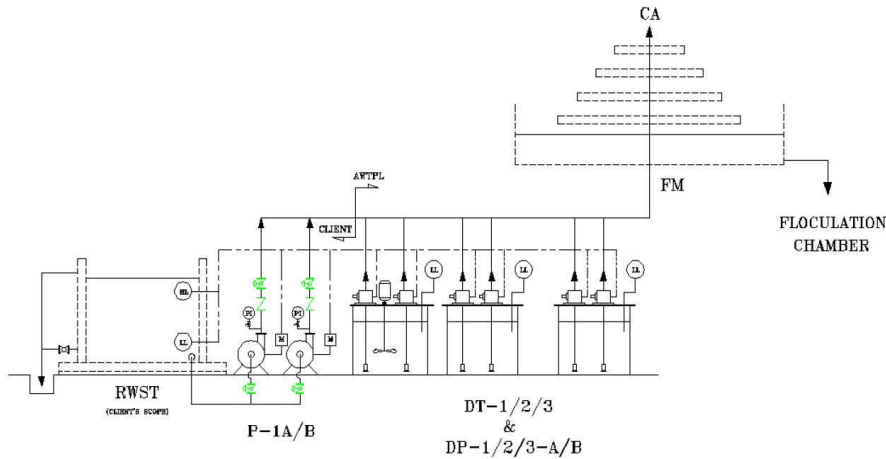 CA
FM
FLOCULATION
CHAMBER
AWTPL
CLIENT
HL
LL
PI
PI
M
M
LL
LL
LL
RWST
(CLIENT'S SCOPE)
P-1A/B
DT-1/2/3
&
DP-1/2/3-A/B